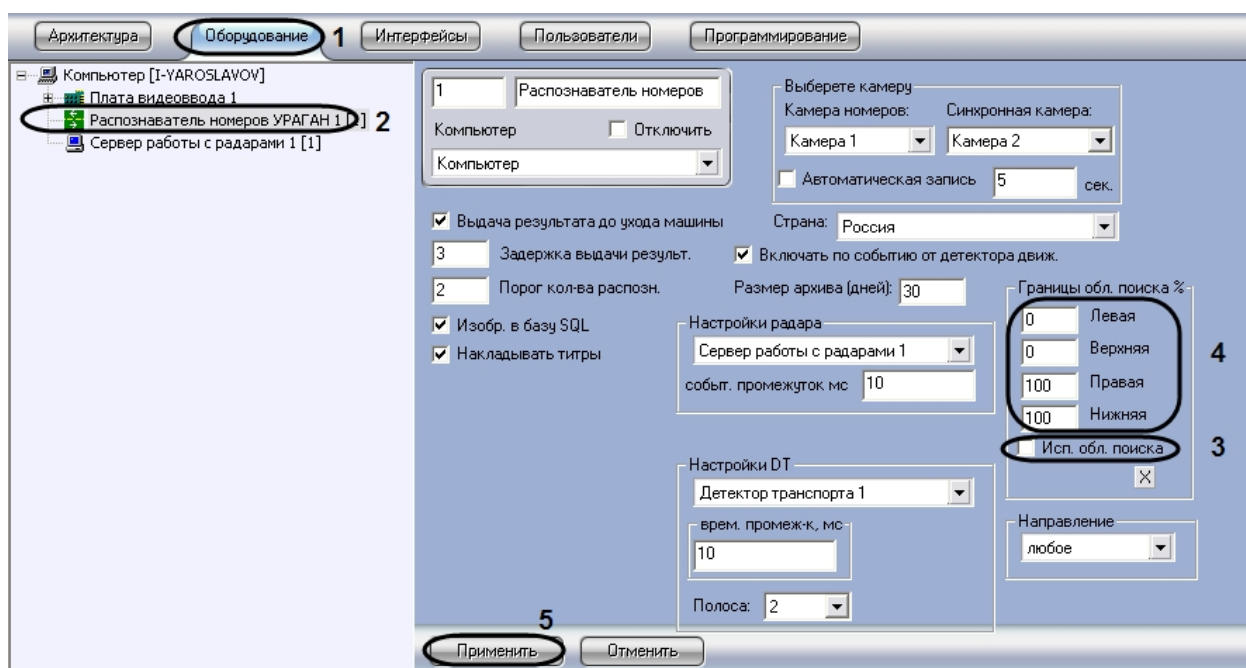 Архитектура Оборудование 1 Интерфейсы Пользователи Программирование
Компьютер [I-YAROSLAVOV]
Плата видеоввода 1
Распознаватель номеров УРАГАН 1 ] 2
Сервер работы с радарами 1 [1]
1 Распознаватель номеров
Компьютер Отключить
Компьютер
Выберете камеру
Камера номеров: Синхронная камера:
Камера 1 Камера 2
Автоматическая запись 5 сек.
Выдача результата до ухода машины Страна: Россия
3 Задержка выдачи результ. Включать по событию от детектора движ.
2 Порог кол-ва распозн. Размер архива (дней): 30
Изобр. в базу SQL
Накладывать титры
Настройки радара
Сервер работы с радарами 1
событ. промежуток мс 10
Границы обл. поиска %
0 Левая
0 Верхняя 4
100 Правая
100 Нижняя
Исп. обл. поиска 3
X
Настройки DT
Детектор транспорта 1
врем. промеж-к, мс
10
Полоса: 2
Направление
любое
5
Применить Отменить